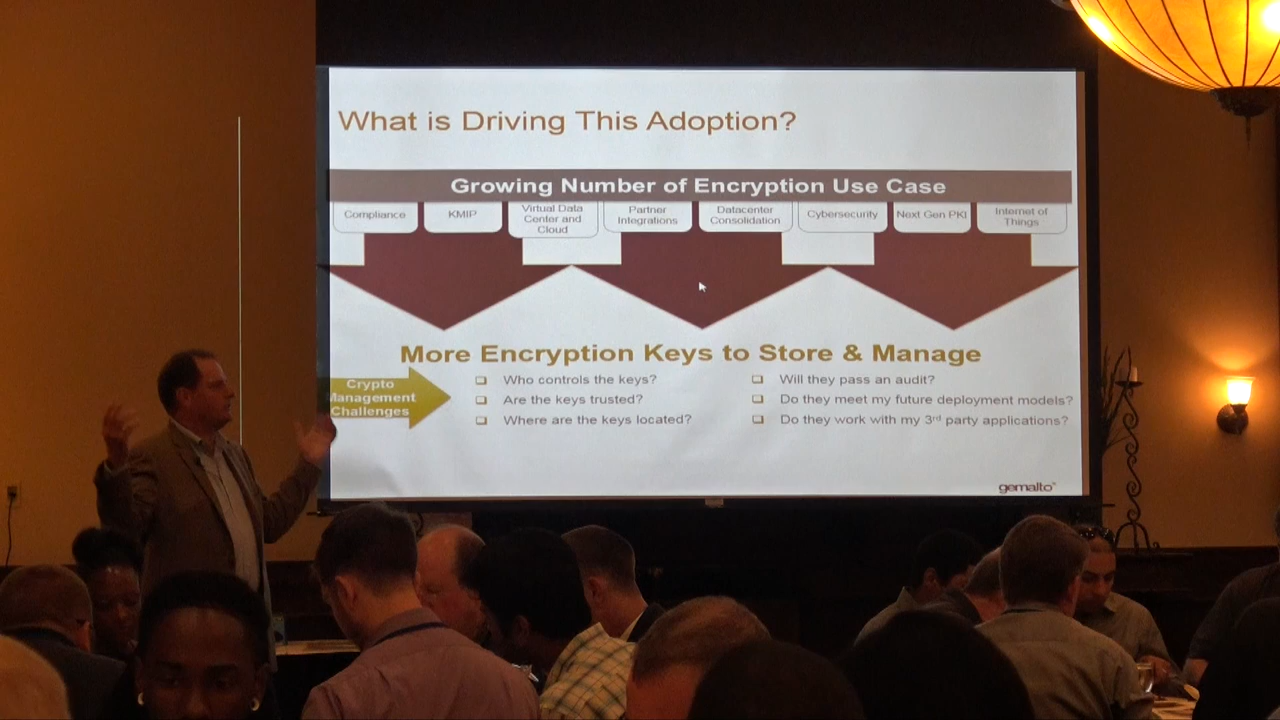 What is Driving This Adoption?
Growing Number of Encryption Use Case
Compliance
KMIP
Virtual Data
Center and
Cloud
Partner
Integrations
Datacenter
Consolidation
Cybersecurity
Next Gen PKI
Internet of
Things
More Encryption Keys to Store & Manage
Crypto
Management
Challenges
❑ Who controls the keys?
❑ Are the keys trusted?
❑ Where are the keys located?
❑ Will they pass an audit?
❑ Do they meet my future deployment models?
❑ Do they work with my 3rd party applications?
gemalto™